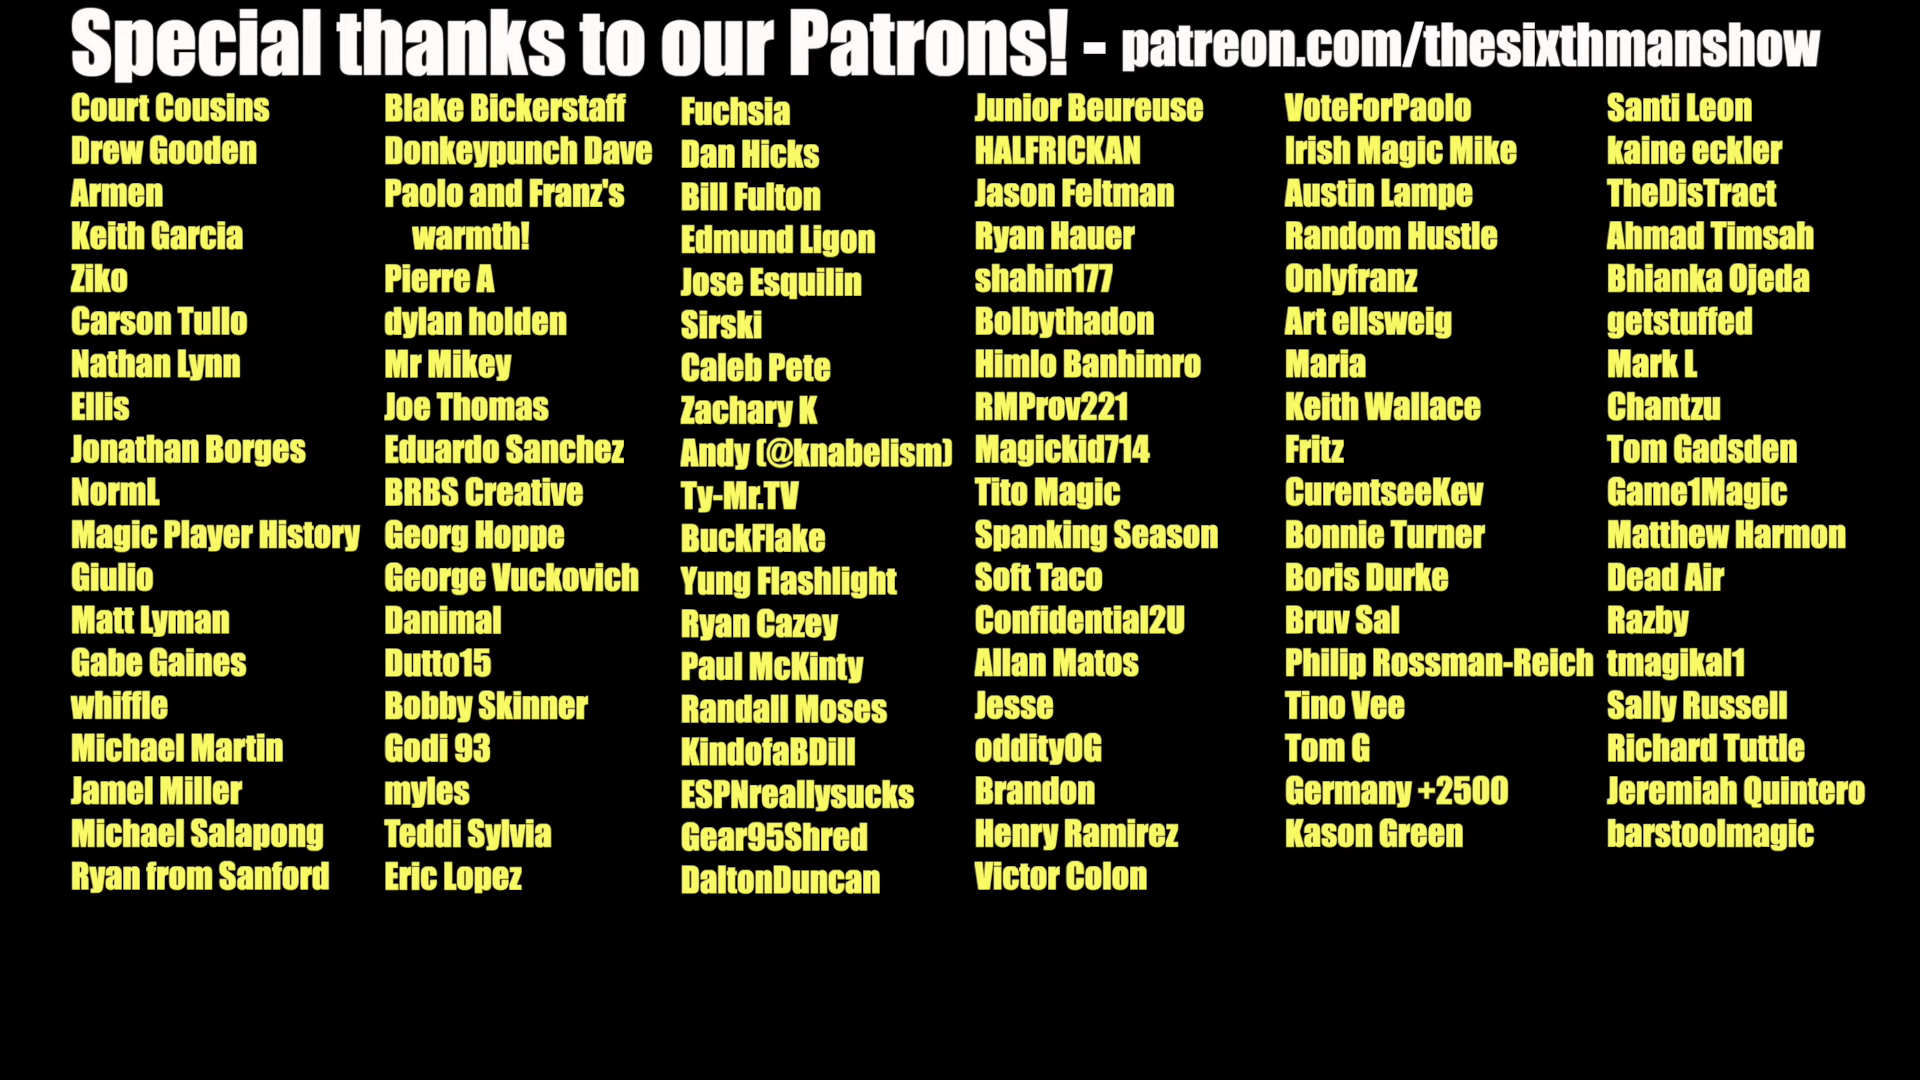 Special thanks to our Patrons! - patreon.com/thesixthmanshow
Court Cousins
Drew Gooden
Armen
Keith Garcia
Ziko
Carson Tullo
Nathan Lynn
Ellis
Jonathan Borges
NormL
Magic Player History
Giulio
Matt Lyman
Gabe Gaines
whiffle
Michael Martin
Jamel Miller
Michael Salapong
Ryan from Sanford
Blake Bickerstaff
Donkeypunch Dave
Paolo and Franz's
warmth!
Pierre A
dylan holden
Mr Mikey
Joe Thomas
Eduardo Sanchez
BRBS Creative
Georg Hoppe
George Vuckovich
Danimal
Dutto15
Bobby Skinner
Godi 93
myles
Teddi Sylvia
Eric Lopez
Fuchsia
Dan Hicks
Bill Fulton
Edmund Ligon
Jose Esquilin
Sirski
Caleb Pete
Zachary K
Andy (@knabelism)
Ty-Mr.TV
BuckFlake
Yung Flashlight
Ryan Cazey
Paul McKinty
Randall Moses
KindofaBDill
ESPNreallysucks
Gear95Shred
DaltonDuncan
Junior Beureuse
HALFRICKAN
Jason Feltman
Ryan Hauer
shahin177
Bolbythadon
Himlo Banhimro
RMProv221
Magickid714
Tito Magic
Spanking Season
Soft Taco
Confidential2U
Allan Matos
Jesse
oddityOG
Brandon
Henry Ramirez
Victor Colon
VoteForPaolo
Irish Magic Mike
Austin Lampe
Random Hustle
Onlyfranz
Art ellsweig
Maria
Keith Wallace
Fritz
CurentseeKev
Bonnie Turner
Boris Durke
Bruv Sal
Philip Rossman-Reich
Tino Vee
Tom G
Germany +2500
Kason Green
Santi Leon
kaine eckler
TheDisTract
Ahmad Timsah
Bhianka Ojeda
getstuffed
Mark L
Chantzu
Tom Gadsden
Game1Magic
Matthew Harmon
Dead Air
Razby
tmagikal1
Sally Russell
Richard Tuttle
Jeremiah Quintero
barstoolmagic